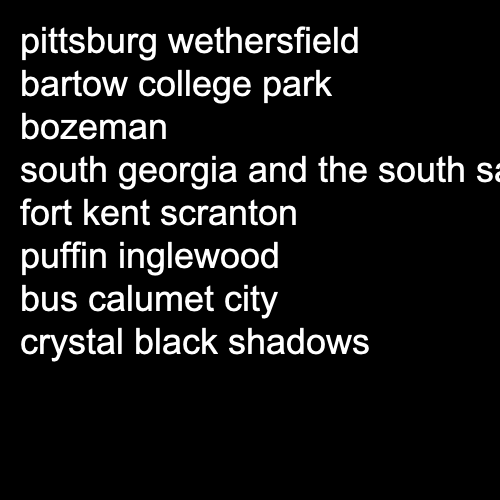 pittsburg wethersfield
bartow college park
bozeman
south georgia and the south
fort kent scranton
puffin inglewood
bus calumet city
crystal black shadows